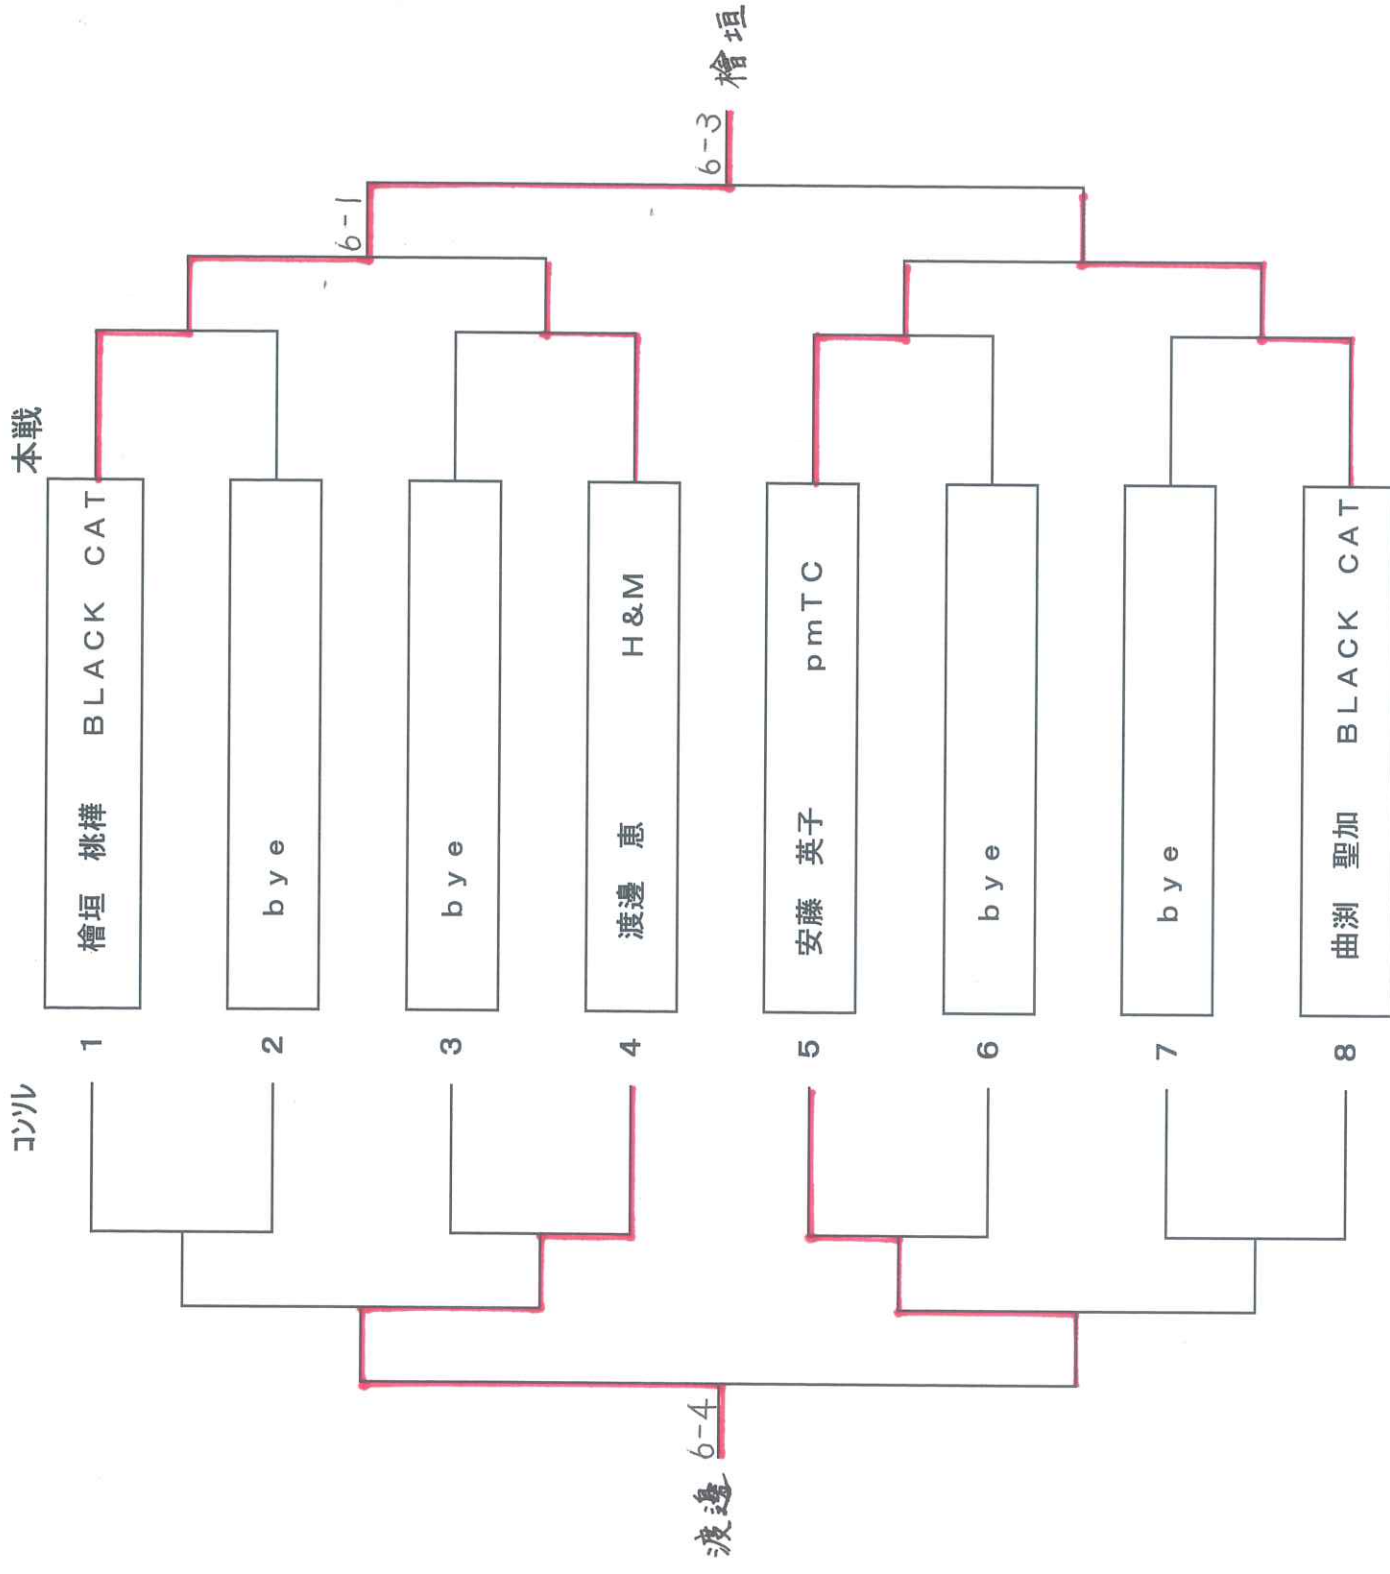 コンソル 本戦
1 檜垣 桃樺 BLACK CAT
2 bye
3 bye
4 渡邊 恵 H&M
5 安藤 英子 pmTC
6 bye
7 bye
8 曲渕 聖加 BLACK CAT
6-1
6-3 檜垣
渡邊 6-4